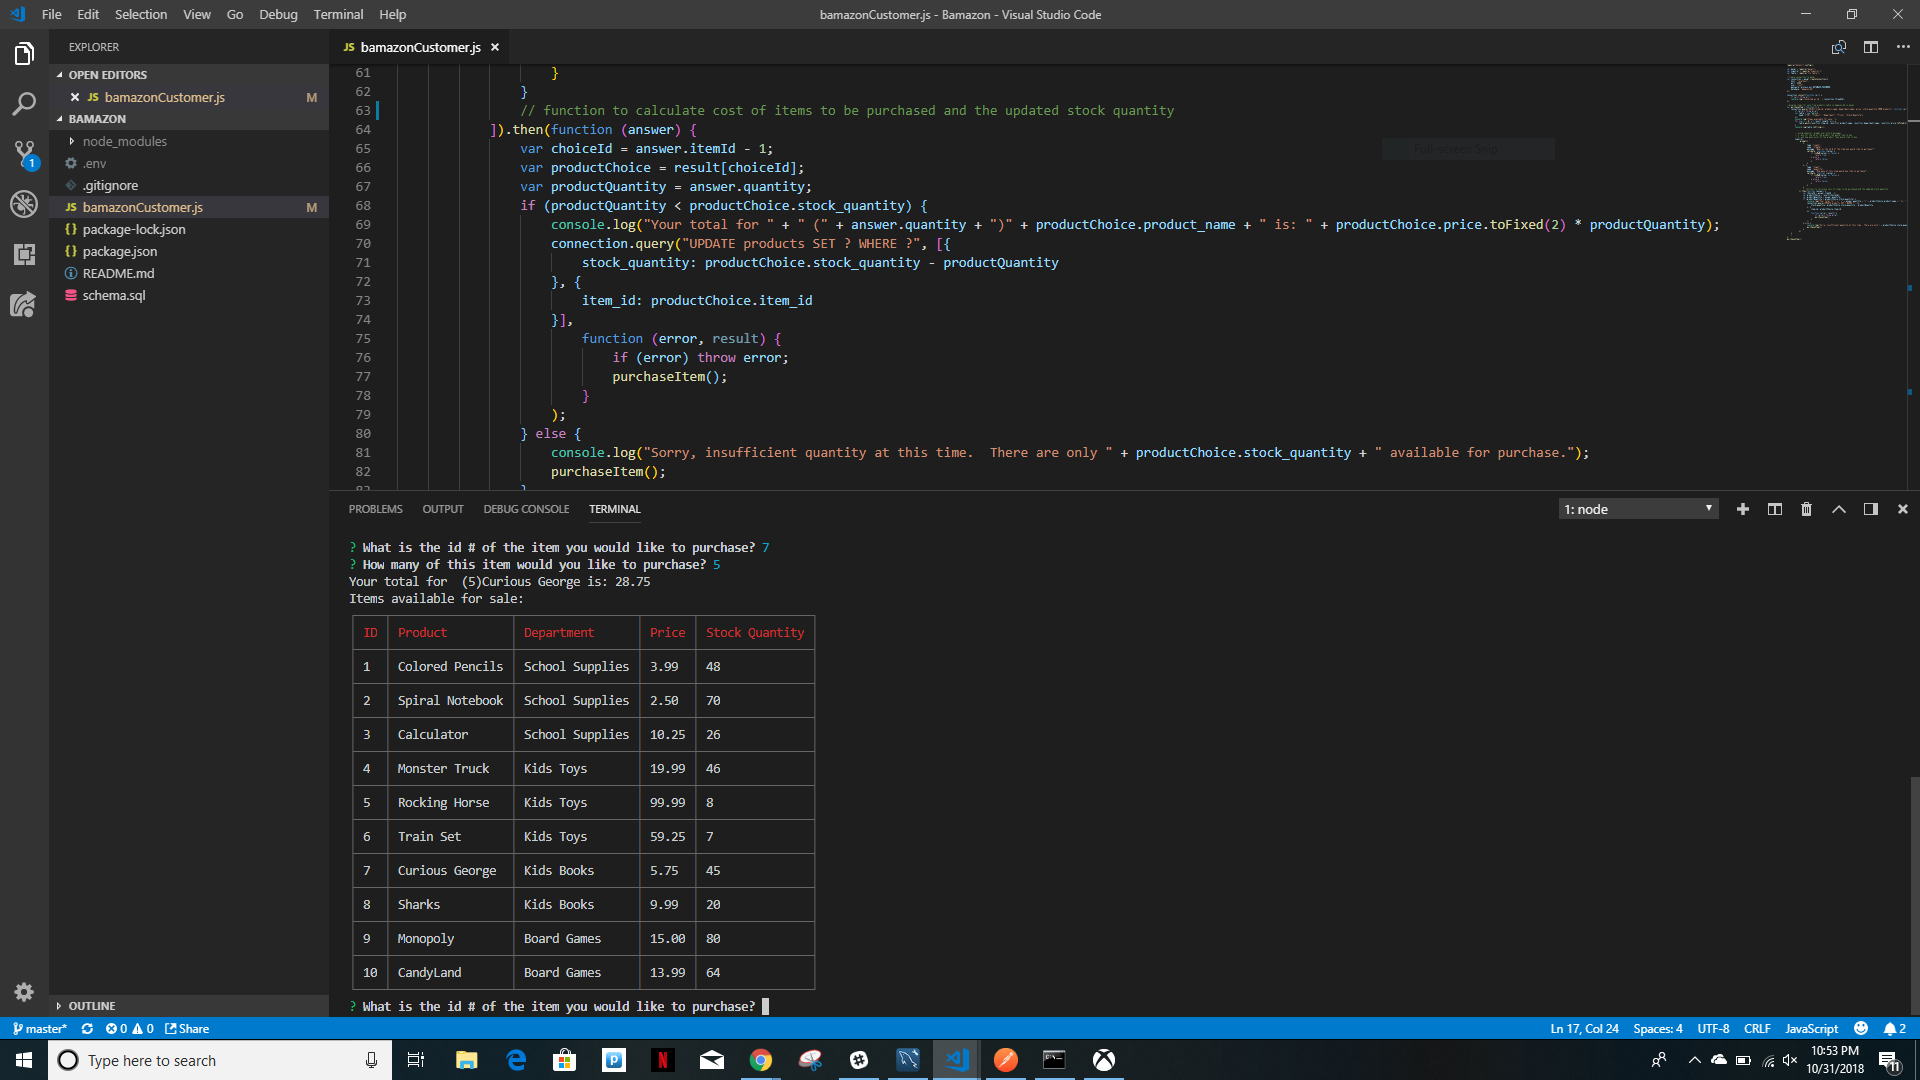 File Edit Selection View Go Debug Terminal Help
bamazonCustomer.js - Bamazon - Visual Studio Code
EXPLORER
OPEN EDITORS
JS bamazonCustomer.js M
BAMAZON
node_modules
.env
.gitignore
JS bamazonCustomer.js M
{} package-lock.json
{} package.json
README.md
schema.sql
OUTLINE
1
JS bamazonCustomer.js
61 }
62 }
63 // function to calculate cost of items to be purchased and the updated stock quantity
64 ]).then(function (answer) {
65 var choiceId = answer.itemId - 1;
66 var productChoice = result[choiceId];
67 var productQuantity = answer.quantity;
68 if (productQuantity < productChoice.stock_quantity) {
69 console.log("Your total for " + " (" + answer.quantity + ")" + productChoice.product_name + " is: " + productChoice.price.toFixed(2) * productQuantity);
70 connection.query("UPDATE products SET ? WHERE ?", [{
71 stock_quantity: productChoice.stock_quantity - productQuantity
72 }, {
73 item_id: productChoice.item_id
74 }],
75 function (error, result) {
76 if (error) throw error;
77 purchaseItem();
78 }
79 );
80 } else {
81 console.log("Sorry, insufficient quantity at this time.  There are only " + productChoice.stock_quantity + " available for purchase.");
82 purchaseItem();
Full-screen Snip
PROBLEMS OUTPUT DEBUG CONSOLE TERMINAL
1: node
? What is the id # of the item you would like to purchase? 7
? How many of this item would you like to purchase? 5
Your total for  (5)Curious George is: 28.75
Items available for sale:
ID Product Department Price Stock Quantity
1 Colored Pencils School Supplies 3.99 48
2 Spiral Notebook School Supplies 2.50 70
3 Calculator School Supplies 10.25 26
4 Monster Truck Kids Toys 19.99 46
5 Rocking Horse Kids Toys 99.99 8
6 Train Set Kids Toys 59.25 7
7 Curious George Kids Books 5.75 45
8 Sharks Kids Books 9.99 20
9 Monopoly Board Games 15.00 80
10 CandyLand Board Games 13.99 64
? What is the id # of the item you would like to purchase?
master* 0 0 Share
Ln 17, Col 24 Spaces: 4 UTF-8 CRLF JavaScript 2
Type here to search
10:53 PM
10/31/2018
11